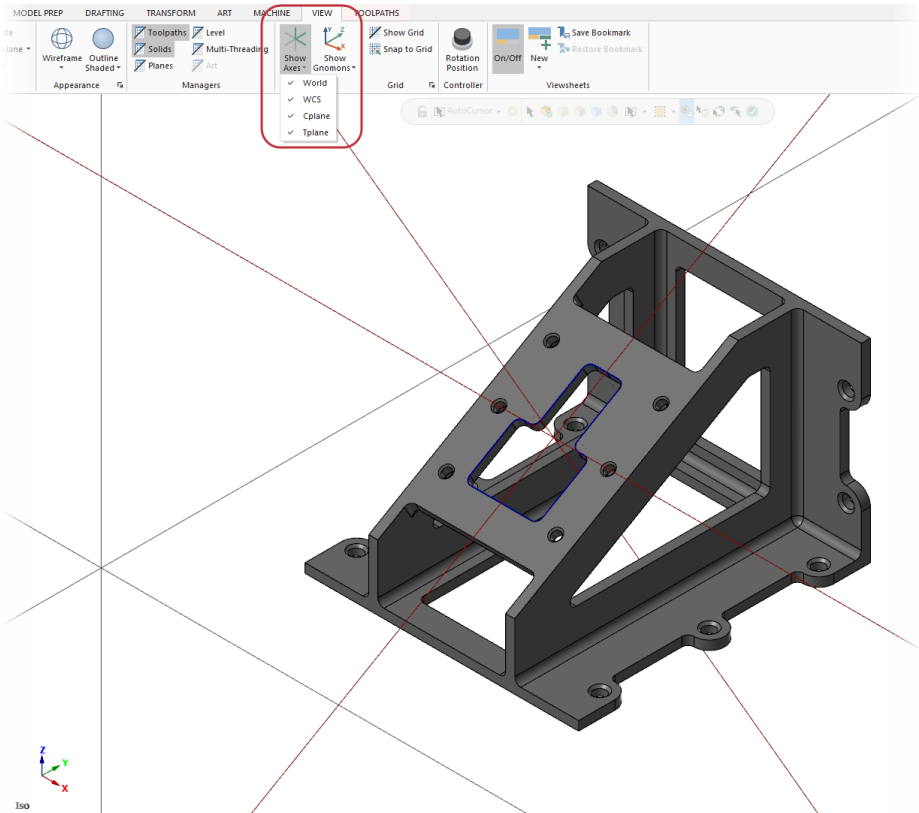 MODEL PREP DRAFTING TRANSFORM ART MACHINE VIEW TOOLPATHS
Wireframe
Outline Shaded
Appearance
Toolpaths
Solids
Planes
Level
Multi-Threading
Art
Managers
Show Axes
Show Gnomons
World
WCS
Cplane
Tplane
Show Grid
Snap to Grid
Grid
Rotation Position
Controller
On/Off
New
Save Bookmark
Restore Bookmark
Viewsheets
AutoCursor
Z
Y
X
Iso